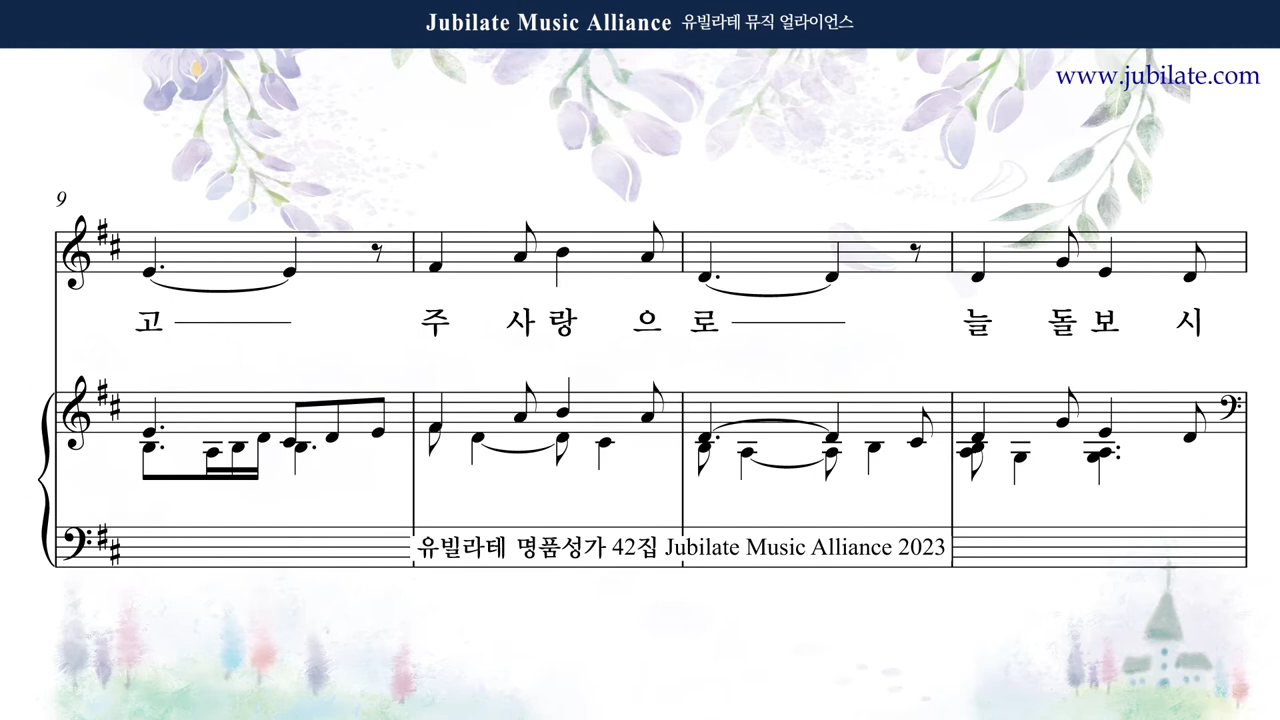 Jubilate Music Alliance 유빌라테 뮤직 얼라이언스
www.jubilate.com
9
고 주 사 랑 으 로 늘 돌 보 시
유빌라테 명품성가 42집 Jubilate Music Alliance 2023